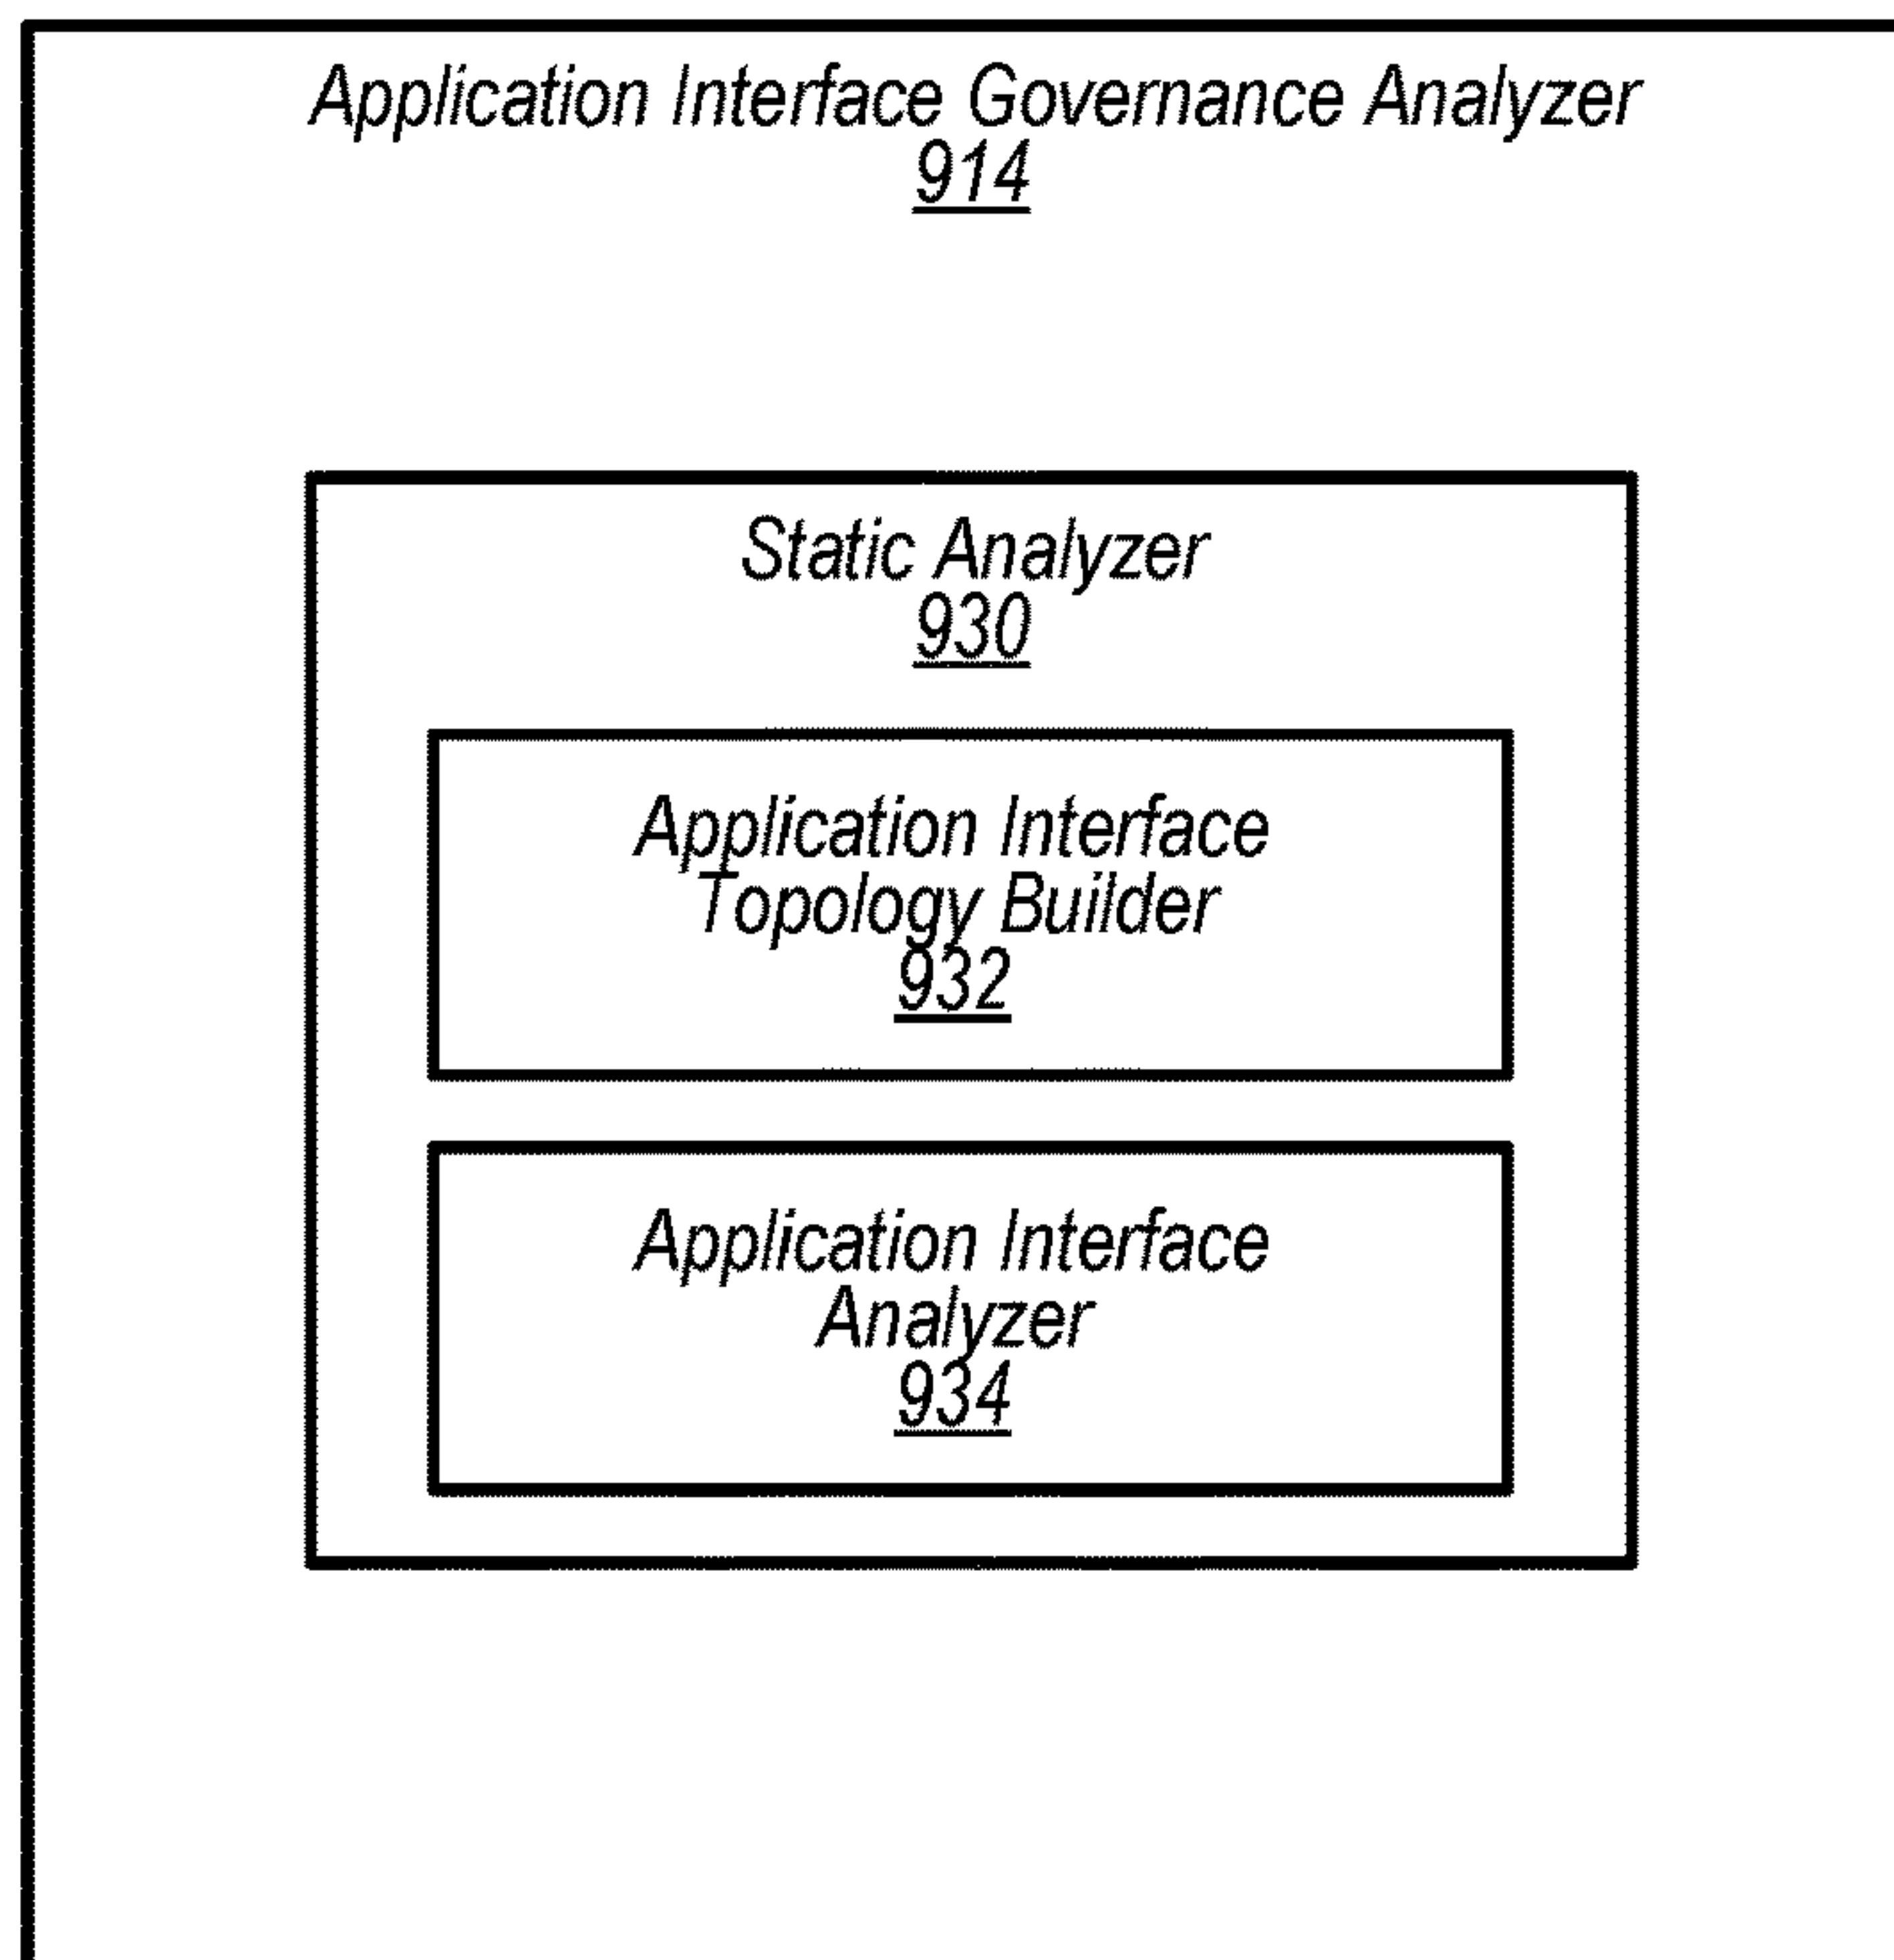 Application Interface Governance Analyzer
914
Static Analyzer
930
Application Interface
Topology Builder
932
Application Interface
Analyzer
934